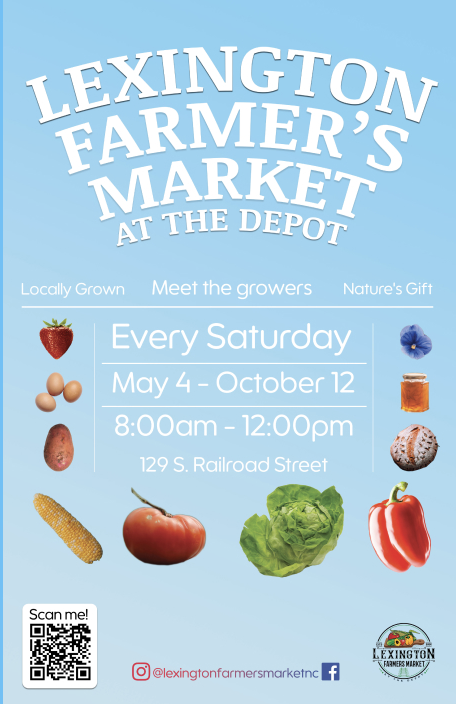 LEXINGTON
FARMER'S
MARKET
AT THE DEPOT
Locally Grown Meet the growers Nature's Gift
Every Saturday
May 4 - October 12
8:00am - 12:00pm
129 S. Railroad Street
Scan me!
@lexingtonfarmersmarketnc
LEXINGTON
FARMERS MARKET